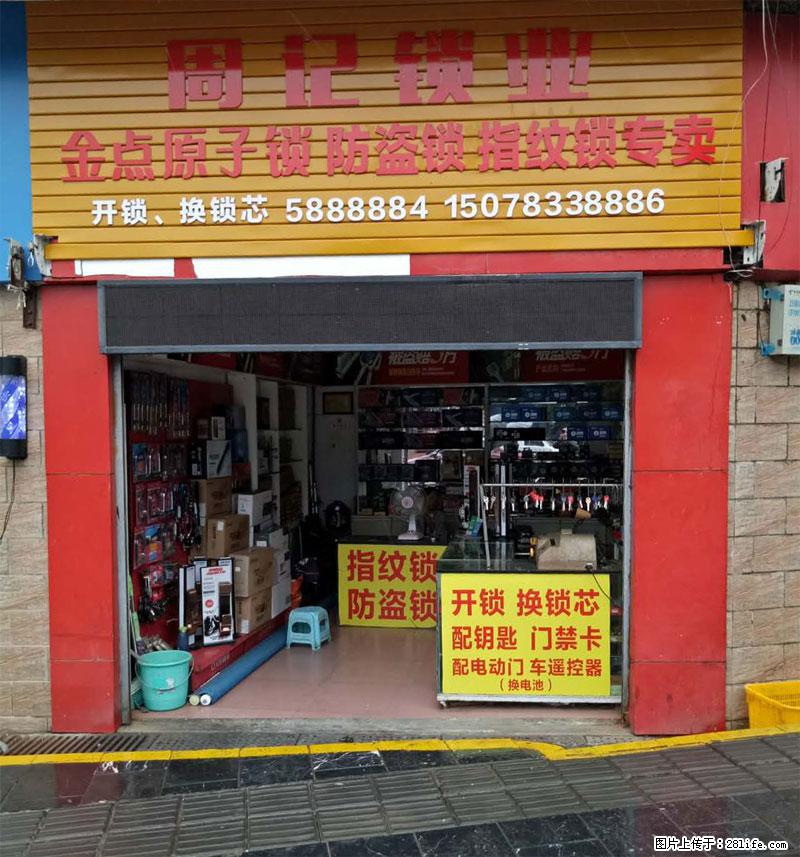 周记锁业
金点原子锁 防盗锁 指纹锁专卖
开锁、换锁芯 5888884 15078338886
指纹锁
防盗锁
开锁 换锁芯
配钥匙 门禁卡
配电动门 车遥控器
(换电池)
图片上传于:281life.com